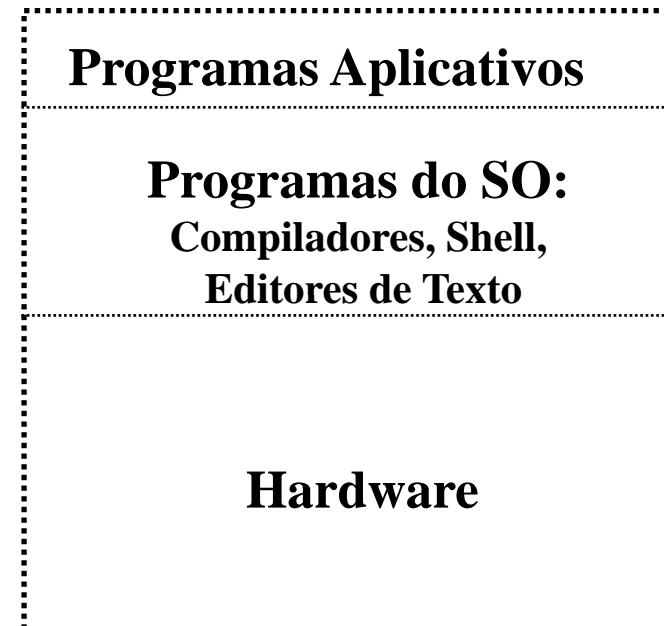 Programas Aplicativos
Programas do SO:
Compiladores, Shell,
Editores de Texto
Hardware